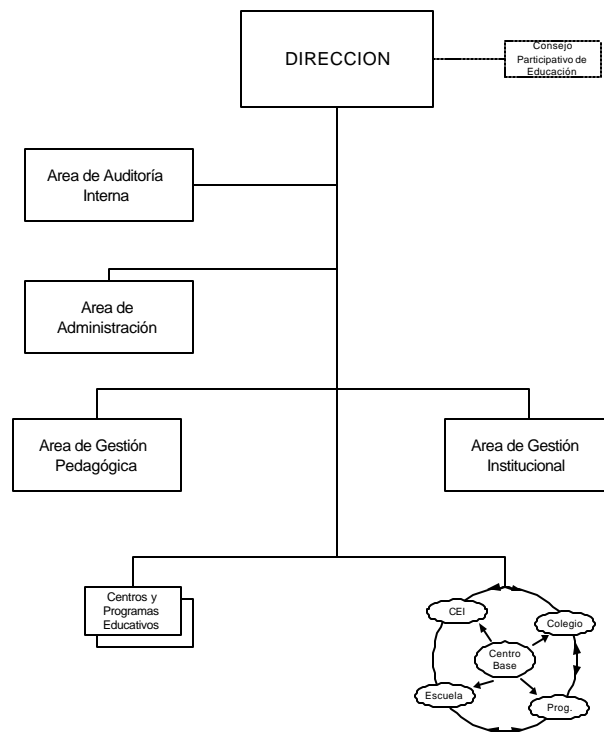 DIRECCION
Consejo
Participativo de
Educación
Area de Auditoría
Interna
Area de
Administración
Area de Gestión
Pedagógica
Area de Gestión
Institucional
Centros y
Programas
Educativos
CEI
Colegio
Centro
Base
Escuela
Prog.